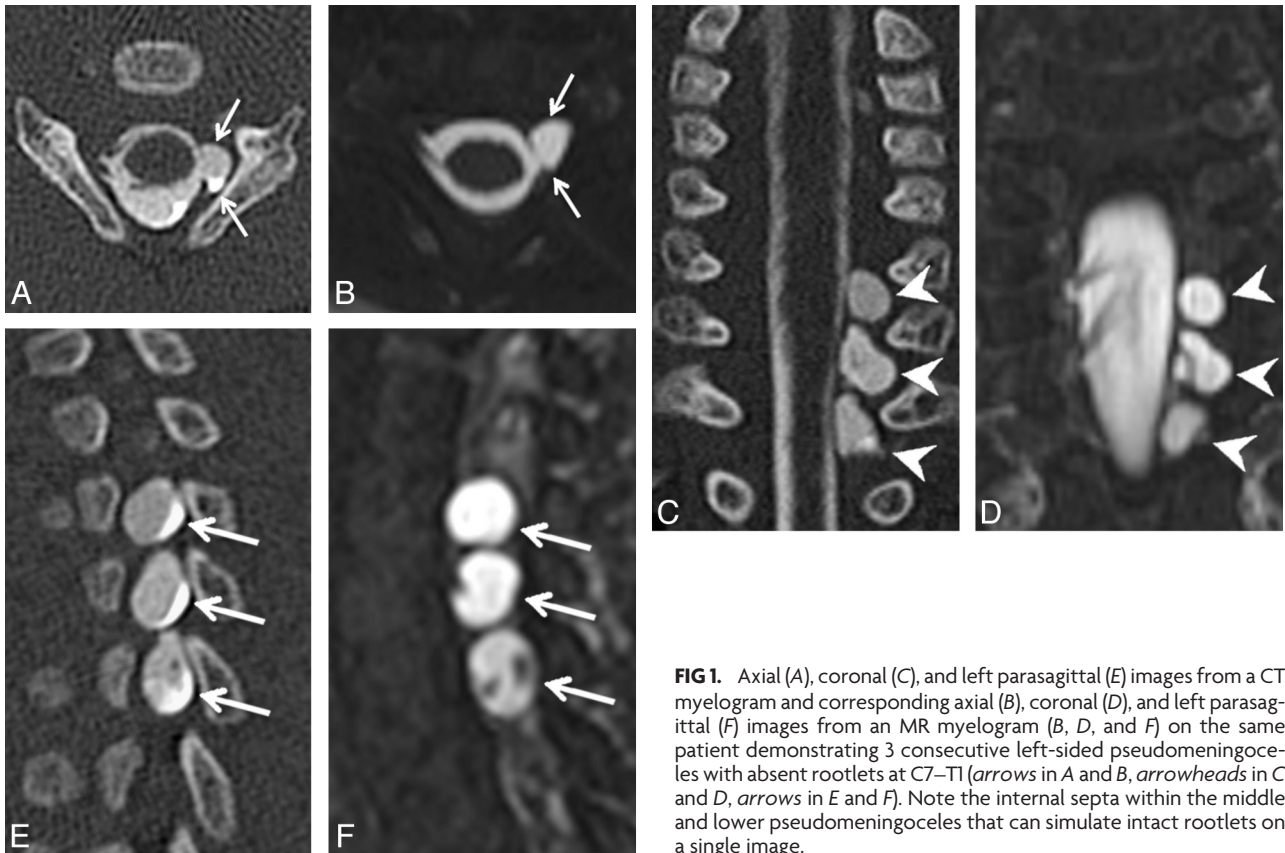 A
B
C
D
E
F
FIG 1. Axial (A), coronal (C), and left parasagittal (E) images from a CT
myelogram and corresponding axial (B), coronal (D), and left parasag-
ittal (F) images from an MR myelogram (B, D, and F) on the same
patient demonstrating 3 consecutive left-sided pseudomeningoce-
les with absent rootlets at C7–T1 (arrows in A and B, arrowheads in C
and D, arrows in E and F). Note the internal septa within the middle
and lower pseudomeningoceles that can simulate intact rootlets on
a single image.